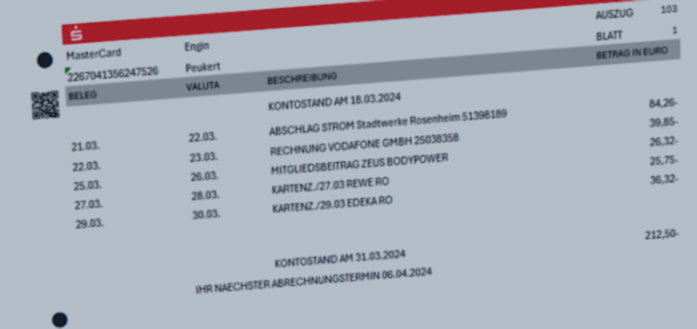 AUSZUG 103
MasterCard Engin BLATT 1
2267041356247526 Peukert
BELEG VALUTA BESCHREIBUNG BETRAG IN EURO
KONTOSTAND AM 18.03.2024
21.03. 22.03. ABSCHLAG STROM Stadtwerke Rosenheim 51398189 84,26-
22.03. 23.03. RECHNUNG VODAFONE GMBH 25038358 39,85-
25.03. 26.03. MITGLIEDSBEITRAG ZEUS BODYPOWER 26,32-
27.03. 28.03. KARTENZ./27.03 REWE RO 25,75-
29.03. 30.03. KARTENZ./29.03 EDEKA RO 36,32-
KONTOSTAND AM 31.03.2024 212,50-
IHR NAECHSTER ABRECHNUNGSTERMIN 06.04.2024